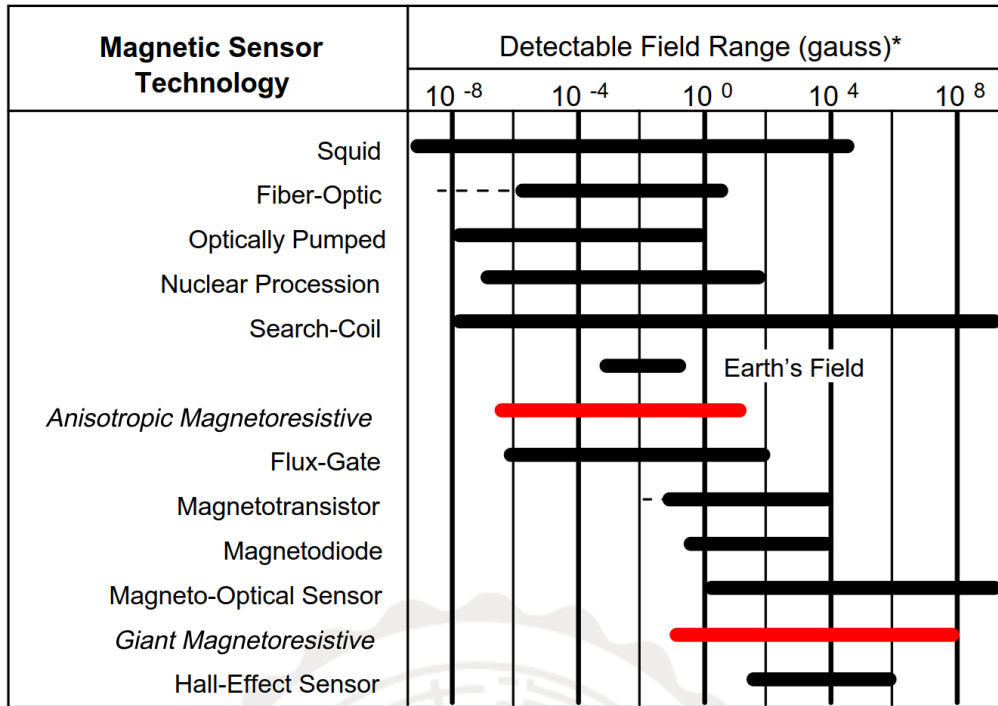 Magnetic Sensor
Technology
Detectable Field Range (gauss)*
10 -8 10 -4 10 0 10 4 10 8
Squid
Fiber-Optic
Optically Pumped
Nuclear Procession
Search-Coil
Earth's Field
Anisotropic Magnetoresistive
Flux-Gate
Magnetotransistor
Magnetodiode
Magneto-Optical Sensor
Giant Magnetoresistive
Hall-Effect Sensor